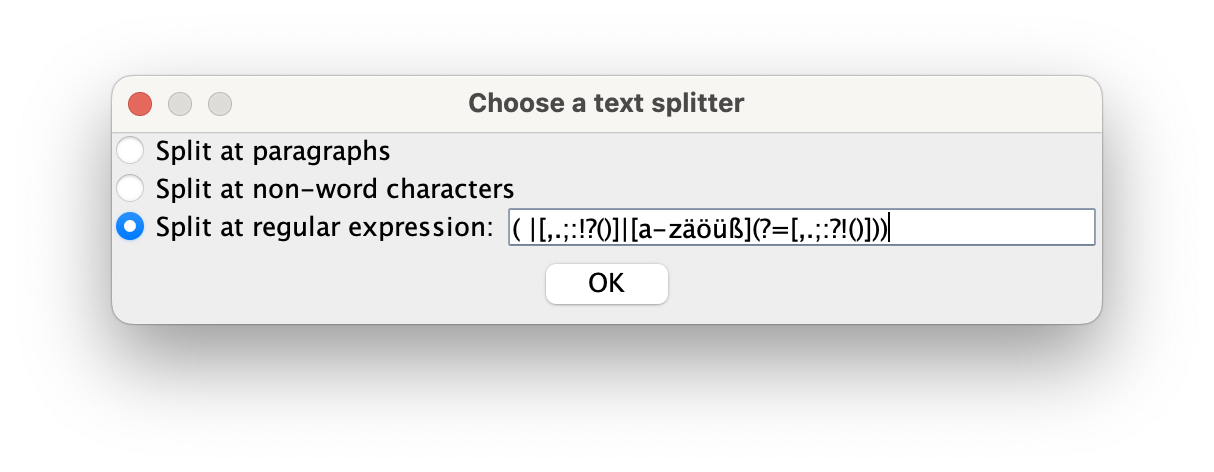 Choose a text splitter
Split at paragraphs
Split at non-word characters
Split at regular expression: ( |[,.;:!?()]|[a-zäöüß](?=[,.;:?!()]))
OK